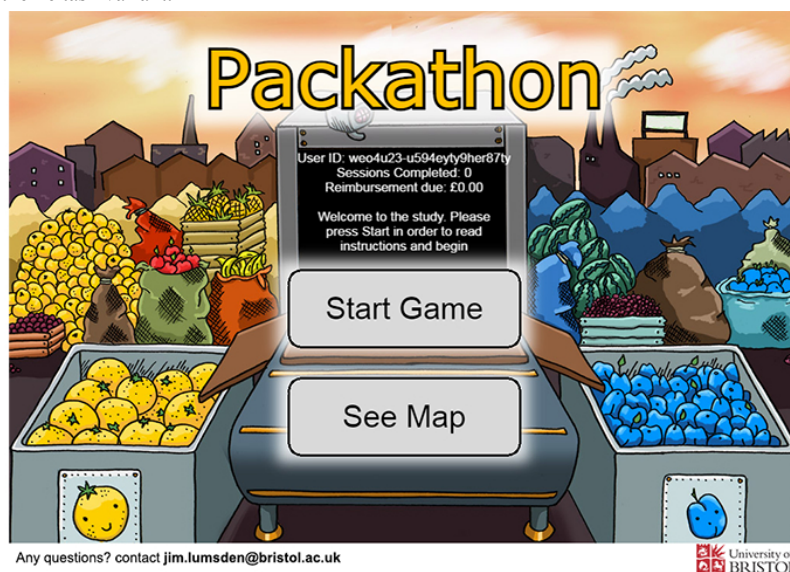 Packathon
User ID: weo4u23-u594eyty9her87ty
Sessions Completed: 0
Reimbursement due: £0.00
Welcome to the study. Please
press Start in order to read
instructions and begin
Start Game
See Map
Any questions? contact jim.lumsden@bristol.ac.uk
University of
BRISTOL